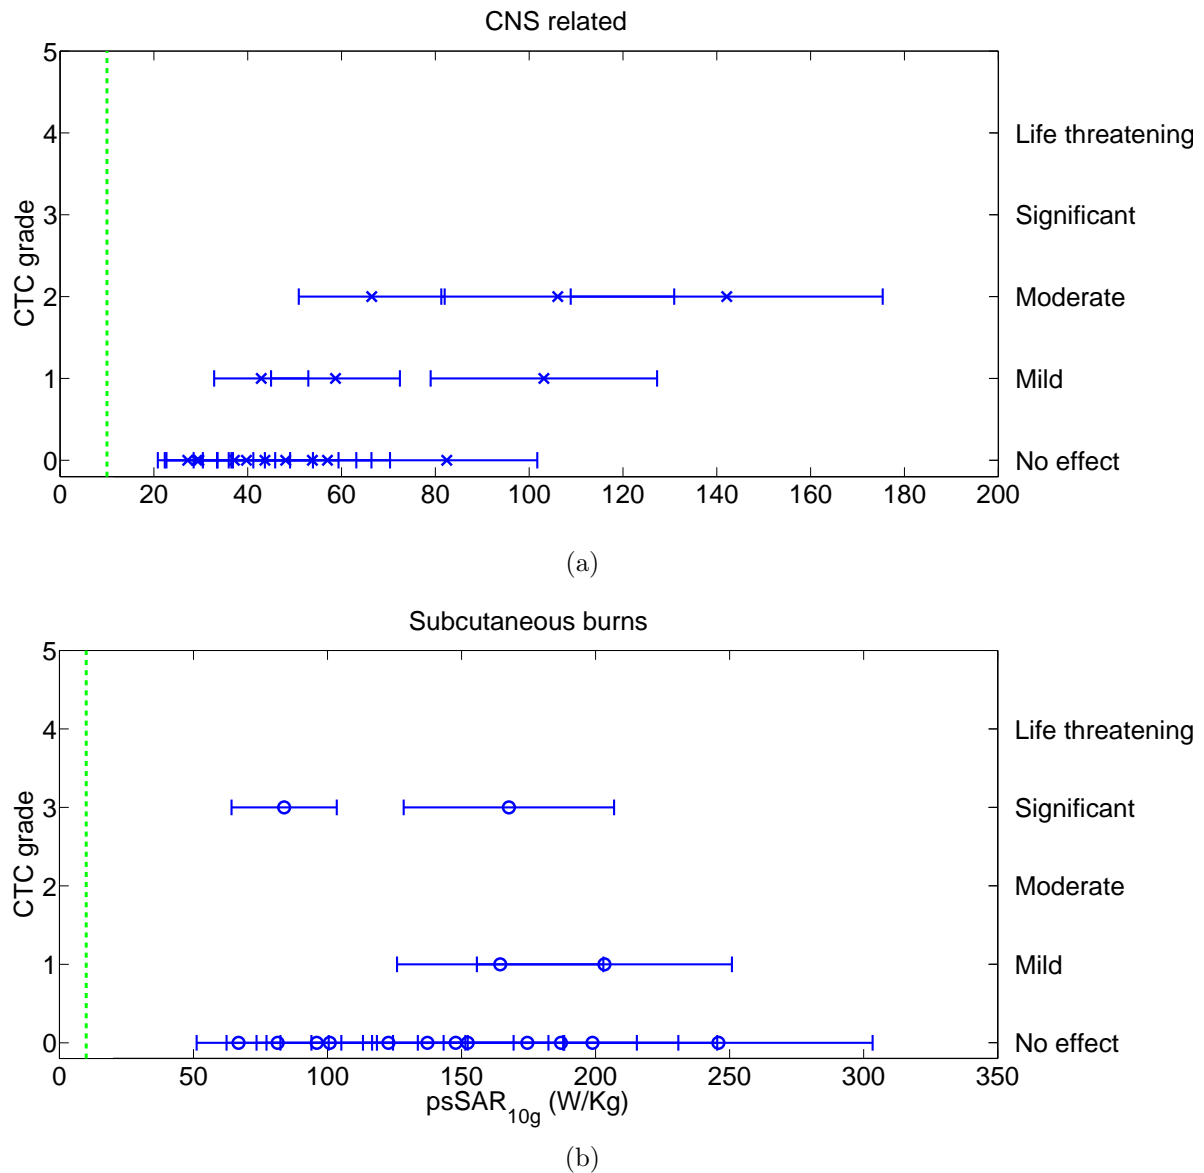 CNS related
5
4 Life threatening
3 Significant
2 Moderate
1 Mild
0 No effect
CTC grade
0 20 40 60 80 100 120 140 160 180 200
(a)
Subcutaneous burns
5
4 Life threatening
3 Significant
2 Moderate
1 Mild
0 No effect
CTC grade
0 50 100 150 200 250 300 350
psSAR10g (W/Kg)
(b)